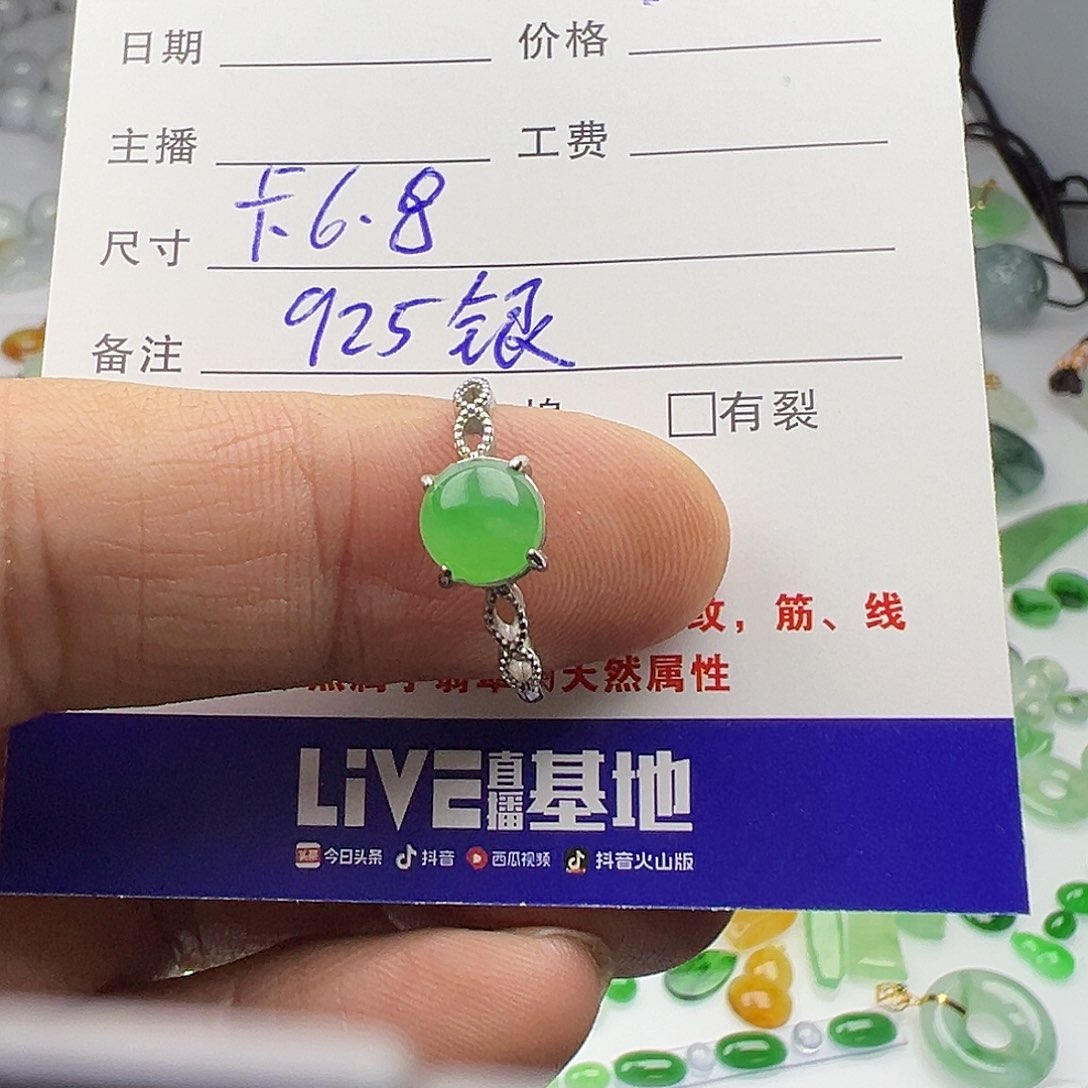 日期 价格
主播 工费
尺寸 卡6.8
备注 925银
□有裂
纹，筋、线
天然属性
LiVE直播基地
今日头条 抖音 西瓜视频 抖音火山版